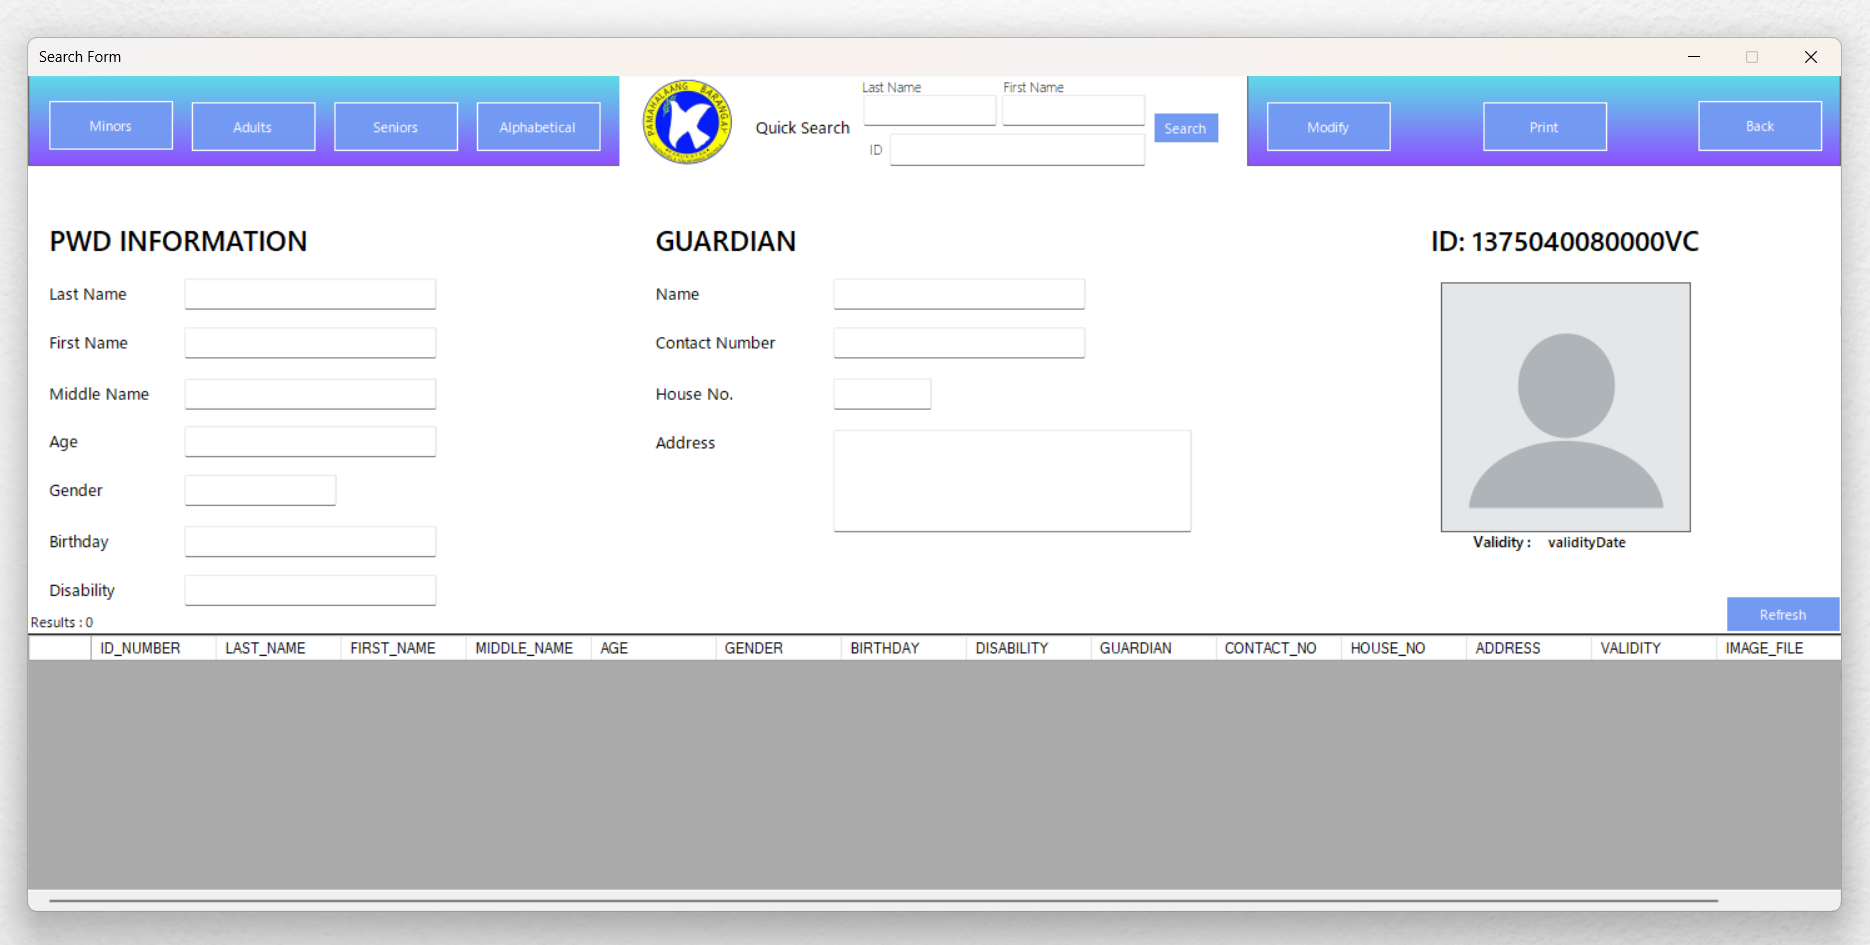 Search Form
Minors
Adults
Seniors
Alphabetical
PAMAHALAANG BARANGAY
Quick Search
Last Name
First Name
ID
Search
Modify
Print
Back
PWD INFORMATION
Last Name
First Name
Middle Name
Age
Gender
Birthday
Disability
GUARDIAN
Name
Contact Number
House No.
Address
ID: 1375040080000VC
Validity : validityDate
Refresh
Results : 0
ID_NUMBER LAST_NAME FIRST_NAME MIDDLE_NAME AGE GENDER BIRTHDAY DISABILITY GUARDIAN CONTACT_NO HOUSE_NO ADDRESS VALIDITY IMAGE_FILE